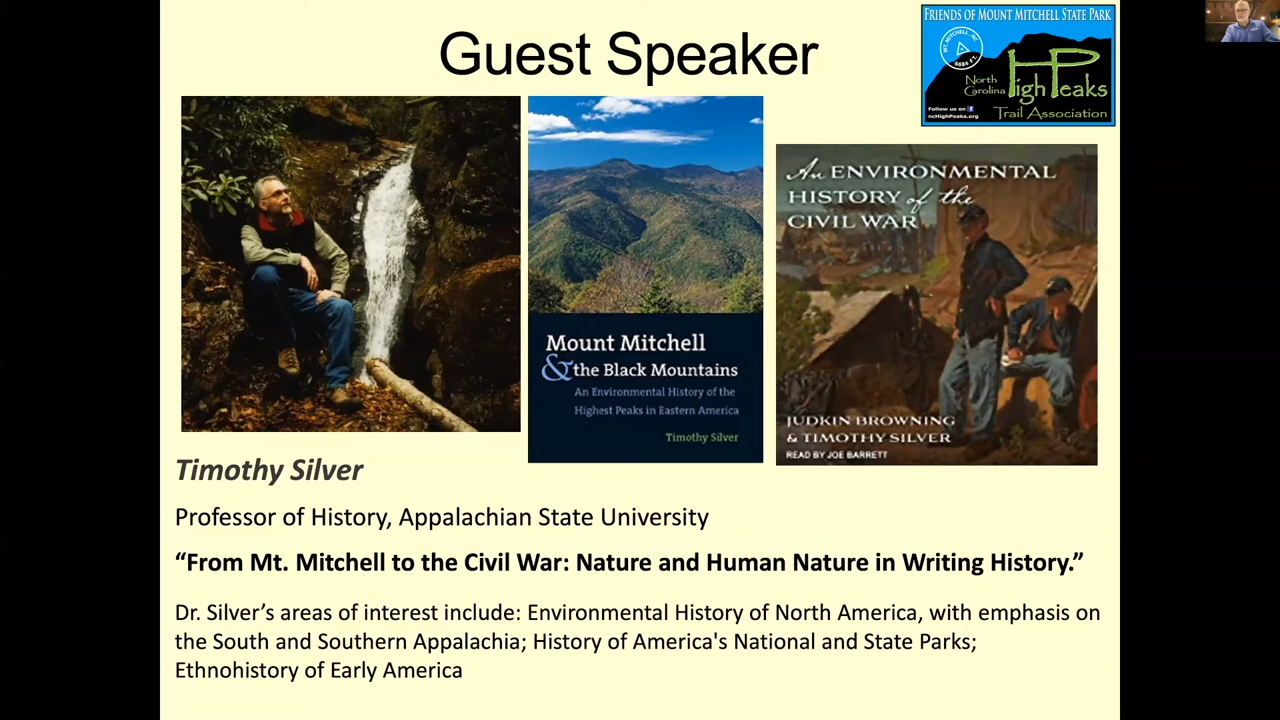 Guest Speaker
FRIENDS OF MOUNT MITCHELL STATE PARK
MT. MITCHELL, NC
6684 FT.
North
Carolina
High Peaks
Trail Association
Follow us on
ncHighPeaks.org
Mount Mitchell
& the Black Mountains
An Environmental History of the
Highest Peaks in Eastern America
Timothy Silver
An ENVIRONMENTAL
HISTORY of the
CIVIL WAR
JUDKIN BROWNING
& TIMOTHY SILVER
READ BY JOE BARRETT
Timothy Silver
Professor of History, Appalachian State University
“From Mt. Mitchell to the Civil War: Nature and Human Nature in Writing History.”
Dr. Silver’s areas of interest include: Environmental History of North America, with emphasis on
the South and Southern Appalachia; History of America's National and State Parks;
Ethnohistory of Early America